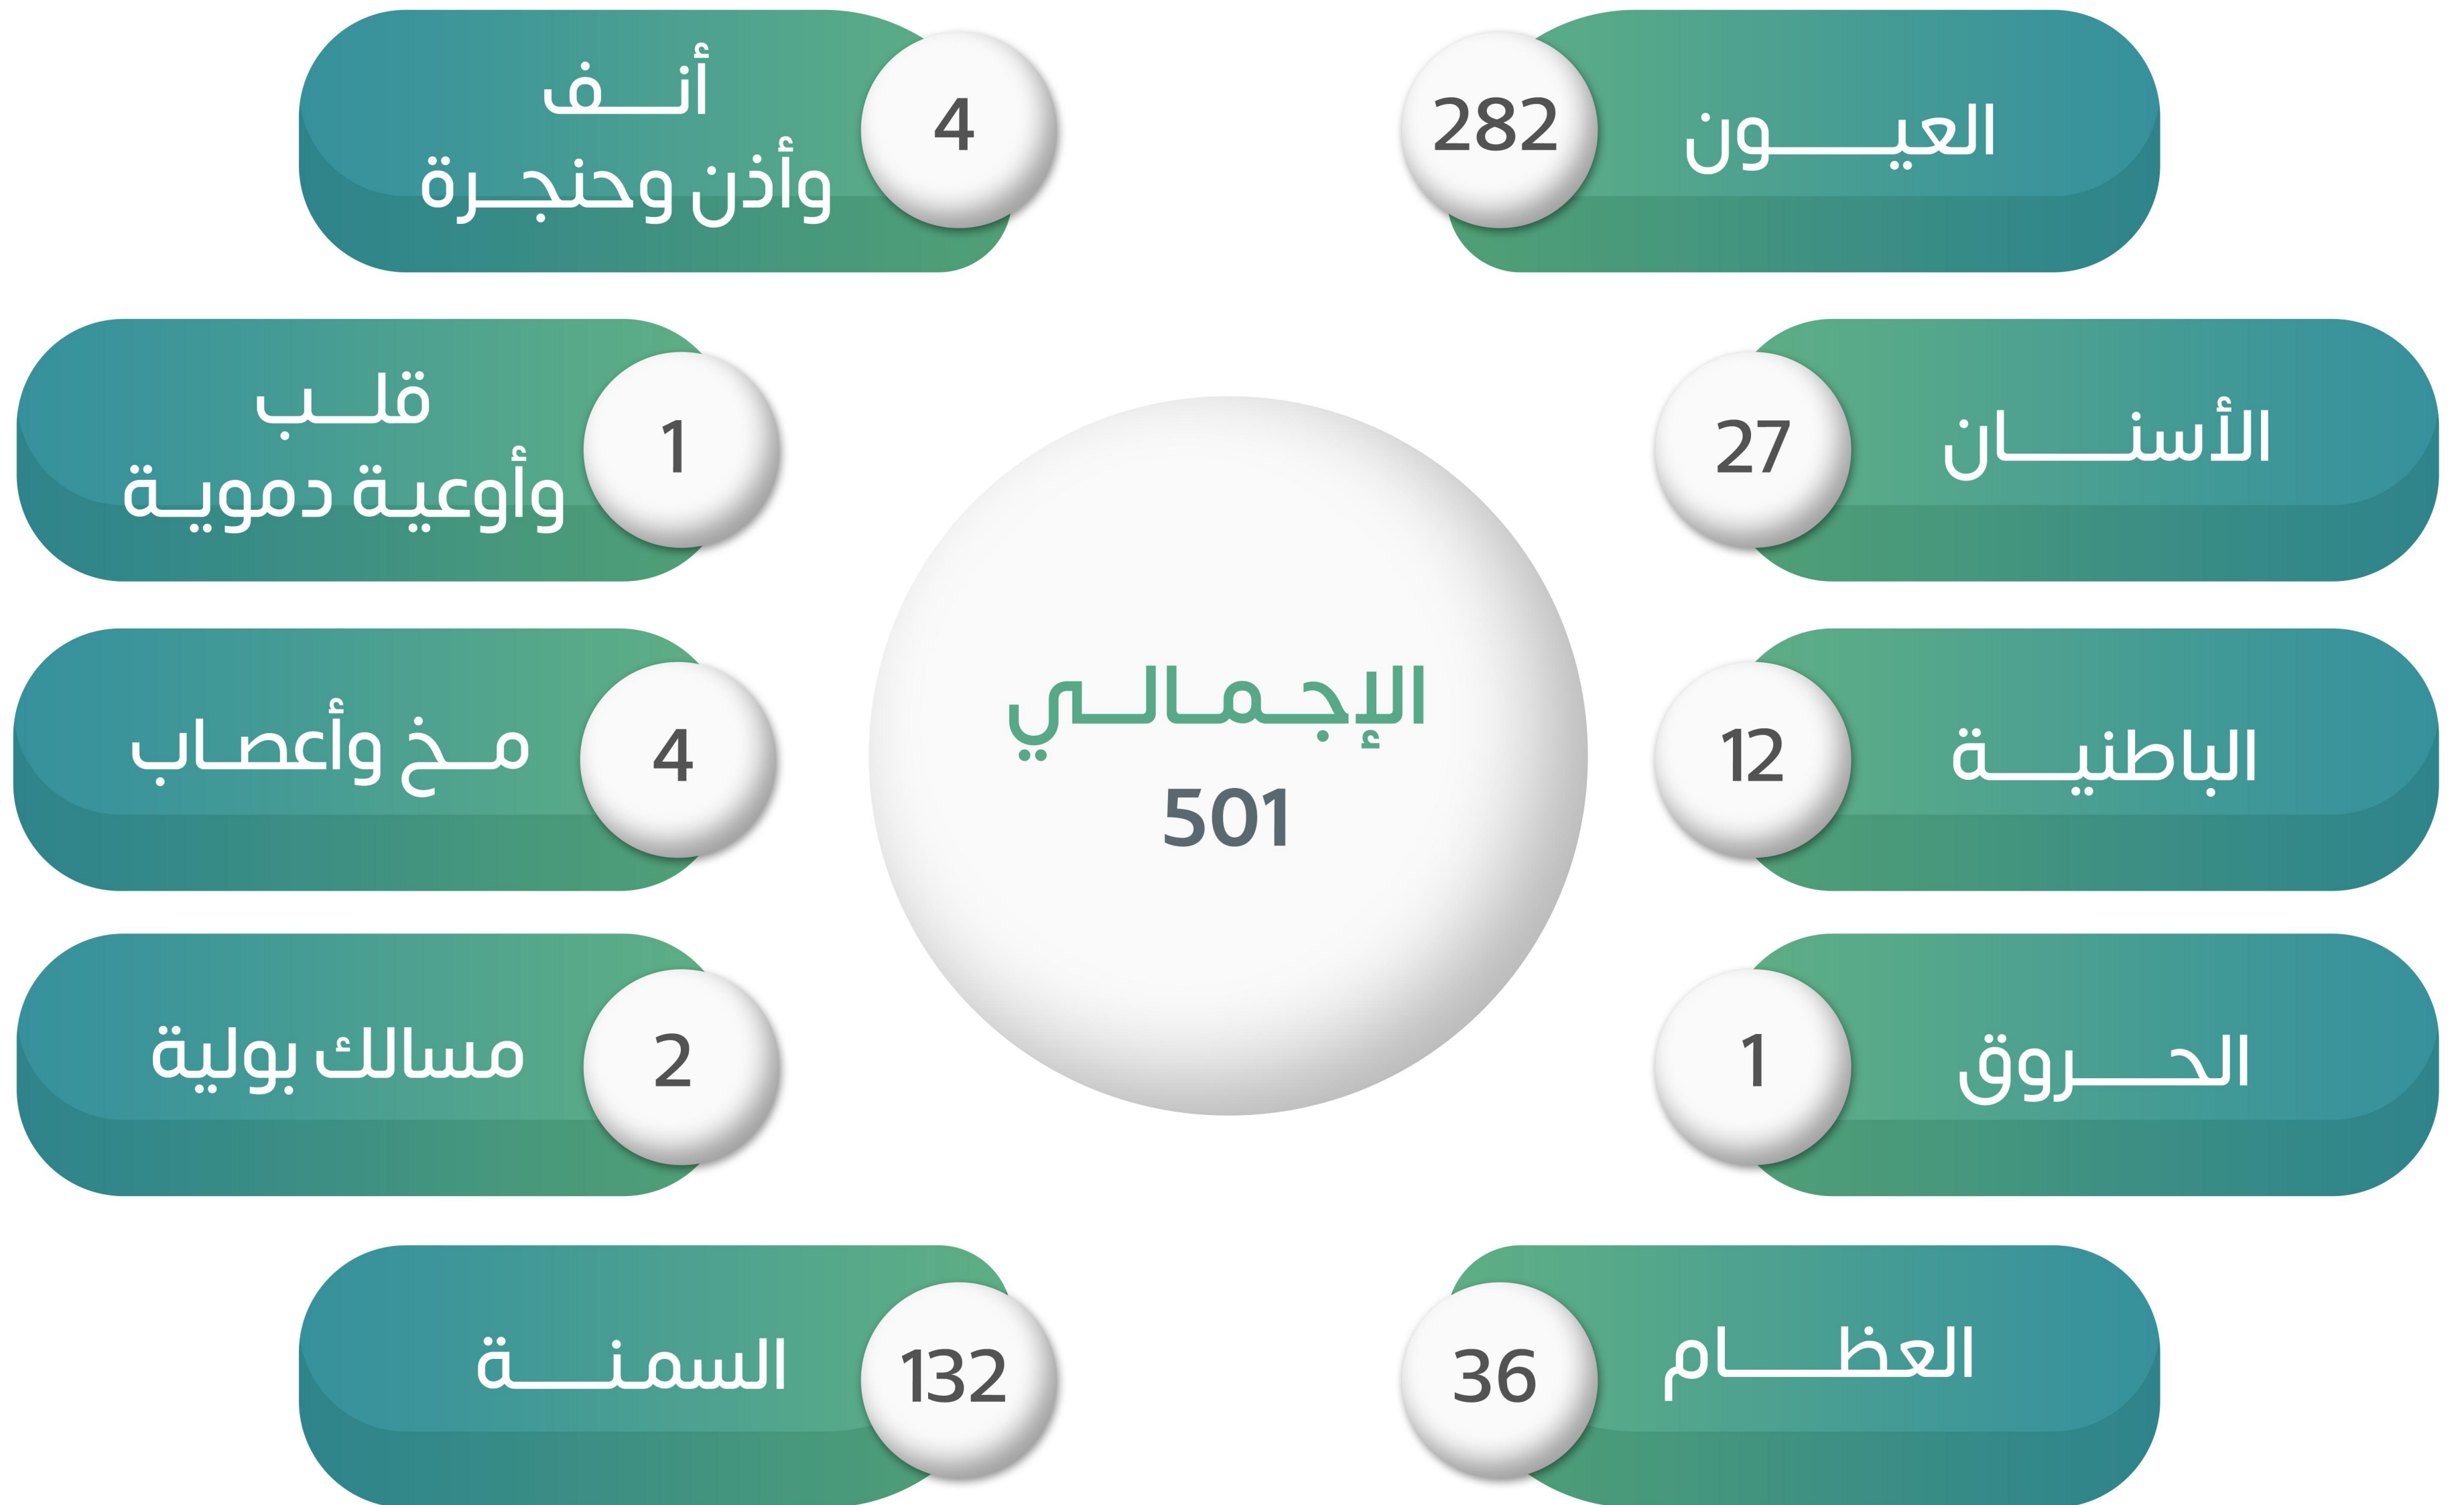 العيون
282
الأسنان
27
الباطنية
12
الحروق
1
العظام
36
الإجمالي
501
أنف
وأذن وحنجرة
4
قلب
وأوعية دموية
1
مخ وأعصاب
4
مسالك بولية
2
السمنة
132